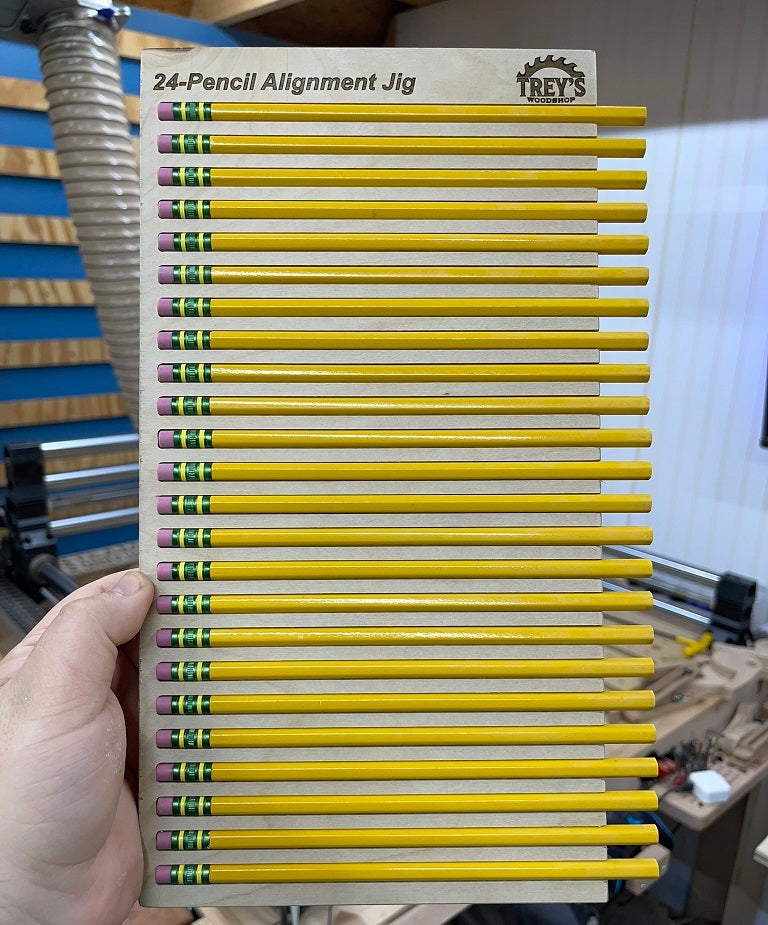 24-Pencil Alignment Jig
TREY'S
WOODSHOP